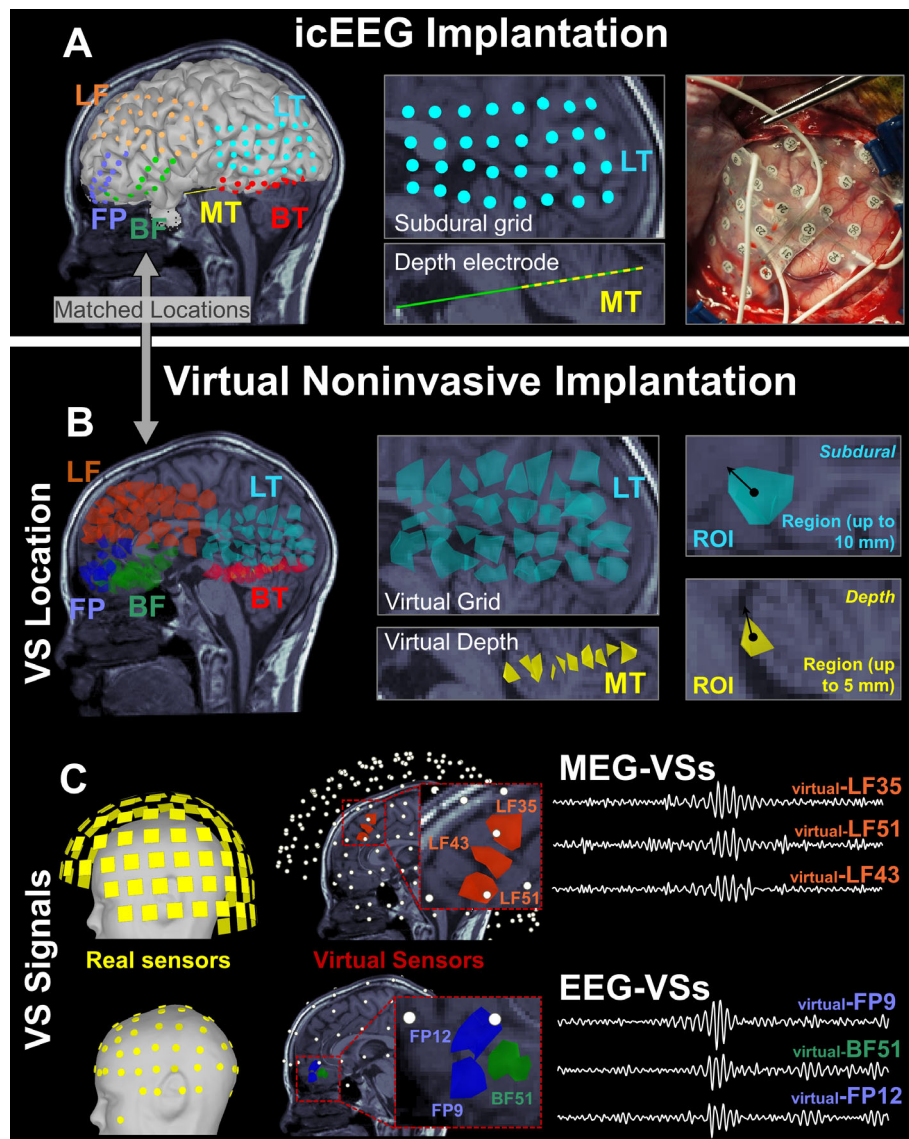 A
icEEG Implantation
LF
LT
FP
BF
MT
BT
LT
Subdural grid
Depth electrode
MT
Matched Locations
Virtual Noninvasive Implantation
B
VS Location
LF
LT
FP
BF
BT
LT
Virtual Grid
Virtual Depth
MT
Subdural
ROI
Region (up to
10 mm)
Depth
ROI
Region (up
to 5 mm)
C
VS Signals
Real sensors
Virtual Sensors
LF35
LF43
LF51
MEG-VSs
virtual-LF35
virtual-LF51
virtual-LF43
FP12
FP9
BF51
EEG-VSs
virtual-FP9
virtual-BF51
virtual-FP12